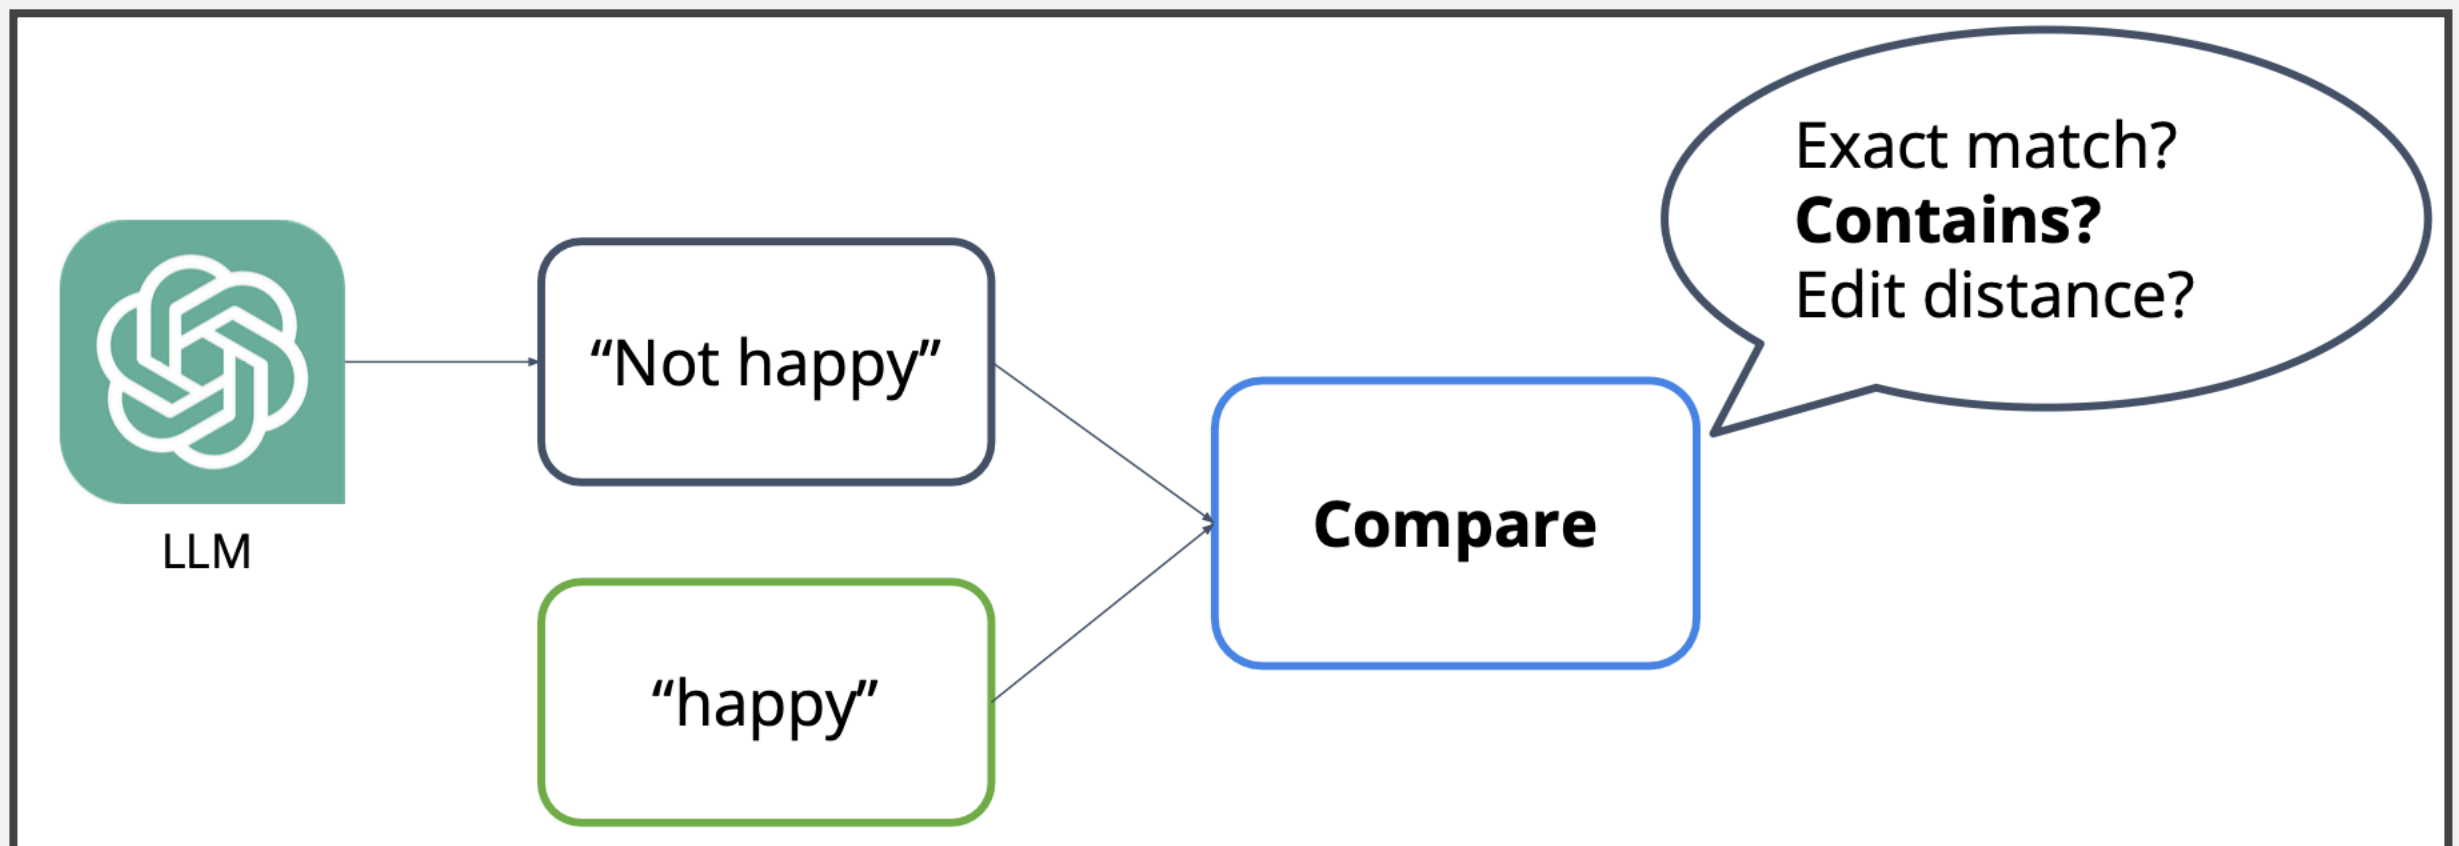 Exact match?
Contains?
Edit distance?
“Not happy”
Compare
LLM
“happy”